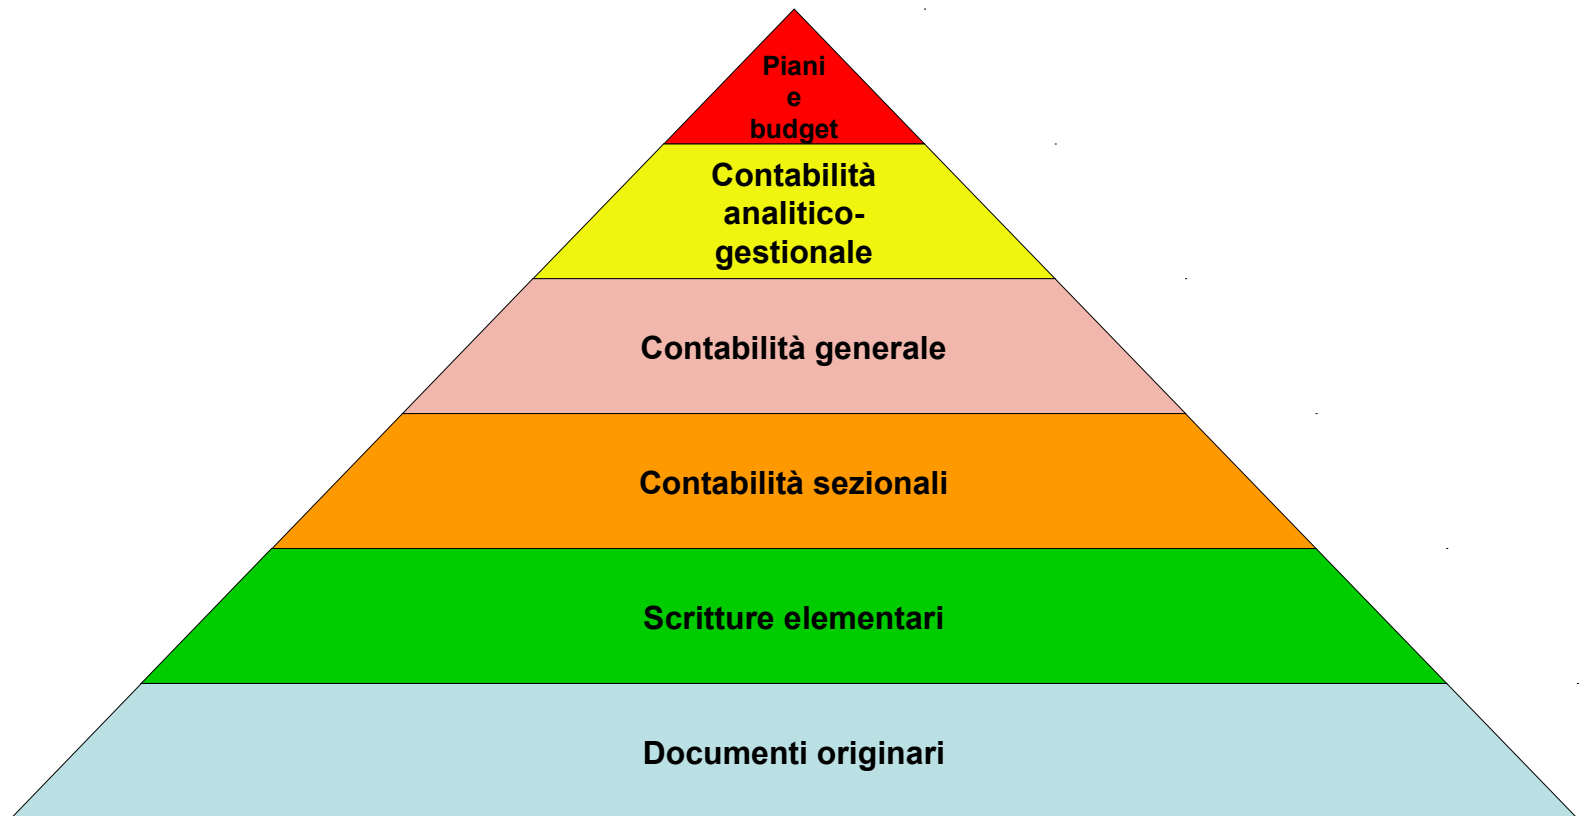 Piani
e
budget
Contabilità
analitico-
gestionale
Contabilità generale
Contabilità sezionali
Scritture elementari
Documenti originari